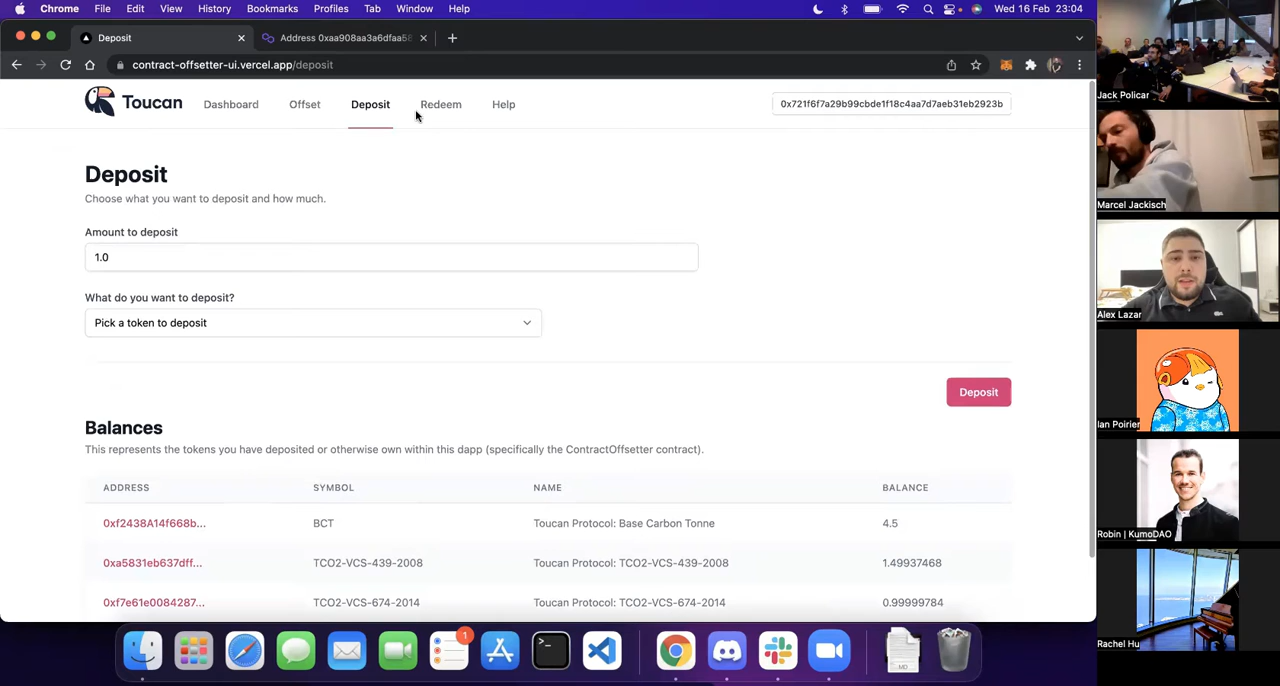 Chrome File Edit View History Bookmarks Profiles Tab Window Help Wed 16 Feb 23:04
Deposit Address 0xaa908aa3a6dfaa58
contract-offsetter-ui.vercel.app/deposit
Toucan Dashboard Offset Deposit Redeem Help 0x721f6f7a29b99cbde1f18c4aa7d7aeb31eb2923b
Deposit
Choose what you want to deposit and how much.
Amount to deposit
1.0
What do you want to deposit?
Pick a token to deposit
Deposit
Balances
This represents the tokens you have deposited or otherwise own within this dapp (specifically the ContractOffsetter contract).
ADDRESS SYMBOL NAME BALANCE
0xf2438A14f668b... BCT Toucan Protocol: Base Carbon Tonne 4.5
0xa5831eb637dff... TCO2-VCS-439-2008 Toucan Protocol: TCO2-VCS-439-2008 1.49937468
0xf7e61e0084287... TCO2-VCS-674-2014 Toucan Protocol: TCO2-VCS-674-2014 0.99999784
1
.MD
Jack Policar
Marcel Jackisch
Alex Lazar
Ian Poirier
Robin | KumoDAO
Rachel Hu